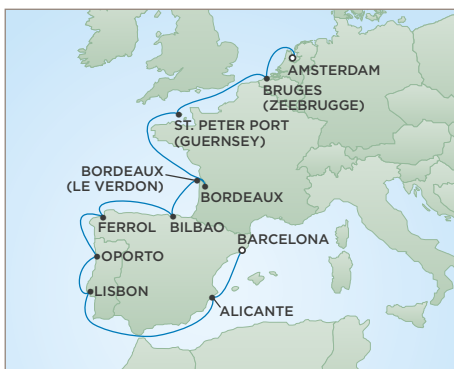 AMSTERDAM
BRUGES
(ZEEBRUGGE)
ST. PETER PORT
(GUERNSEY)
BORDEAUX
(LE VERDON)
BORDEAUX
FERROL
BILBAO
BARCELONA
OPORTO
LISBON
ALICANTE